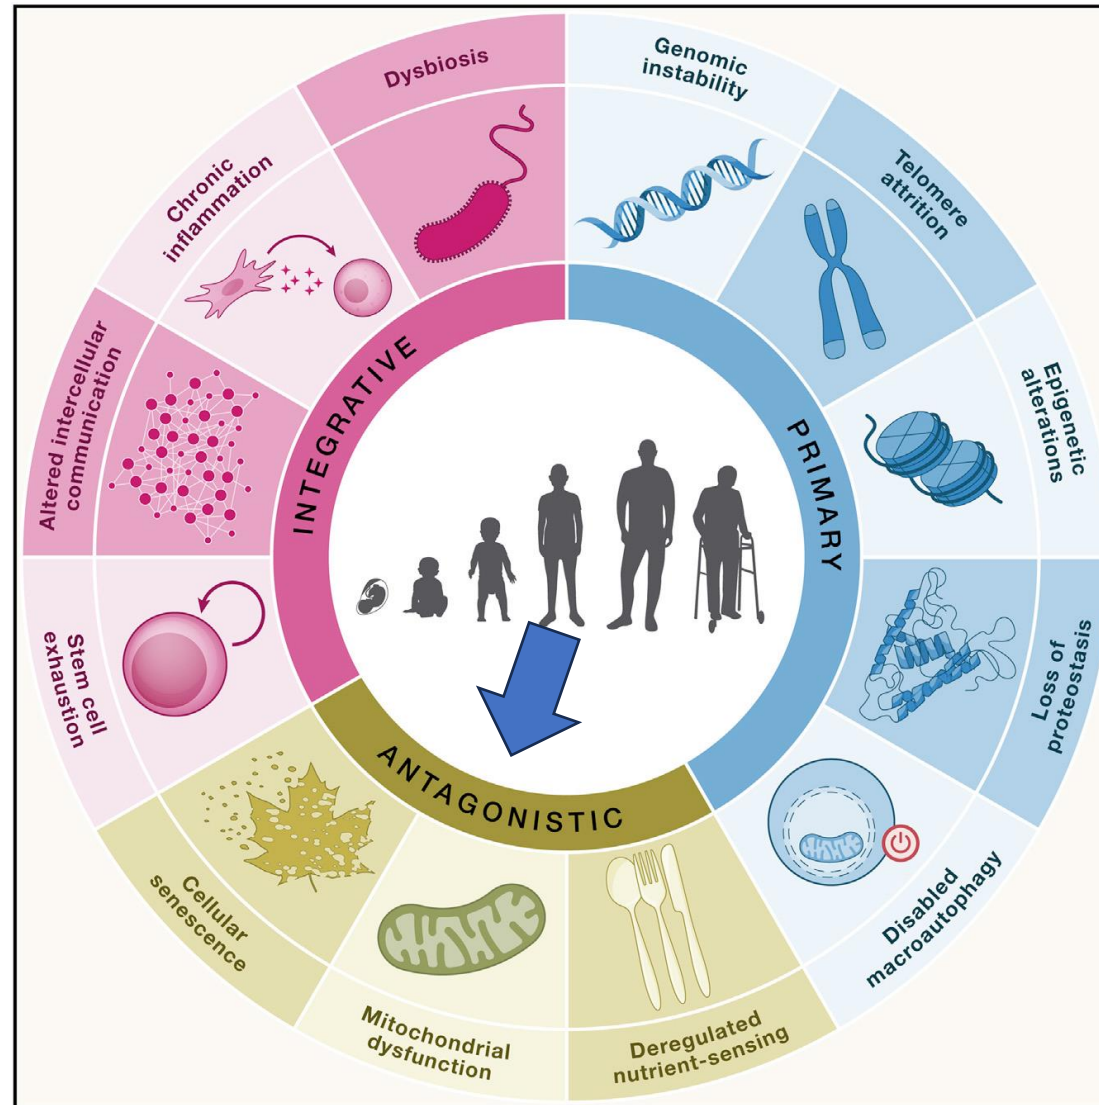 Dysbiosis
Genomic
instability
Telomere
attrition
Epigenetic
alterations
Loss of
proteostasis
Disabled
macroautophagy
Deregulated
nutrient-sensing
Mitochondrial
dysfunction
Cellular
senescence
Stem cell
exhaustion
Altered intercellular
communication
Chronic
inflammation
INTEGRATIVE
PRIMARY
ANTAGONISTIC